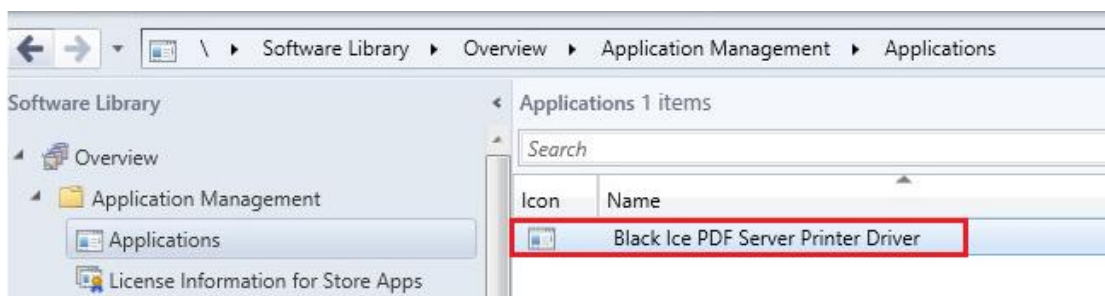 \ ▸ Software Library ▸ Overview ▸ Application Management ▸ Applications
Software Library
Overview
Application Management
Applications
License Information for Store Apps
Applications 1 items
Search
Icon Name
Black Ice PDF Server Printer Driver